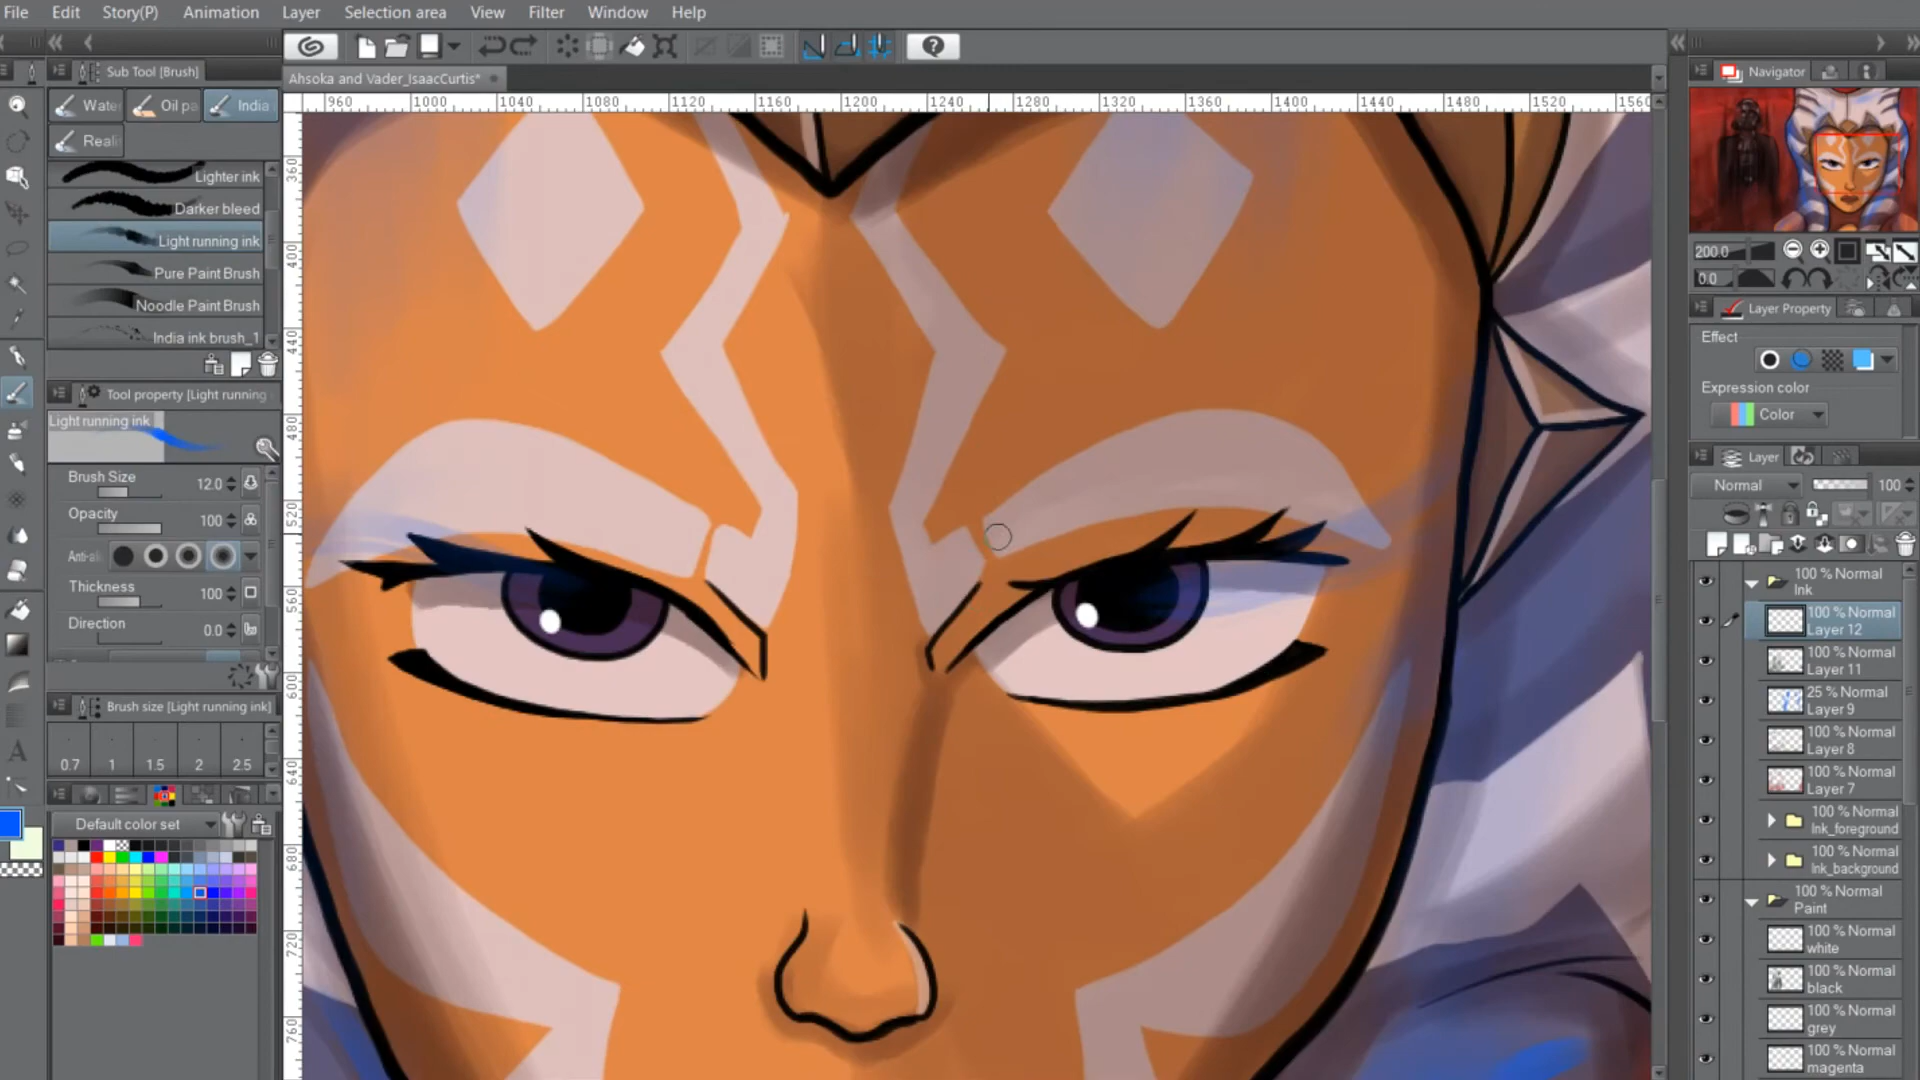 File Edit Story(P) Animation Layer Selection area View Filter Window Help
Sub Tool [Brush]
Wate Oil pa India
Reali
Lighter ink
Darker bleed
Light running ink
Pure Paint Brush
Noodle Paint Brush
India ink brush_1
Tool property [Light running
Light running ink
Brush Size 12.0
Opacity 100
Anti-al
Thickness 100
Direction 0.0
Brush size [Light running ink]
0.7 1 1.5 2 2.5
Default color set
Ahsoka and Vader_IsaacCurtis*
960 1000 1040 1080 1120 1160 1200 1240 1280 1320 1360 1400 1440 1480 1520 1560
360
400
440
480
520
560
600
640
680
720
760
Navigator
200.0
0.0
Layer Property
Effect
Expression color
Color
Layer
Normal 100
100 % Normal
Ink
100 % Normal
Layer 12
100 % Normal
Layer 11
25 % Normal
Layer 9
100 % Normal
Layer 8
100 % Normal
Layer 7
100 % Normal
Ink_foreground
100 % Normal
Ink_background
100 % Normal
Paint
100 % Normal
white
100 % Normal
black
100 % Normal
grey
100 % Normal
magenta